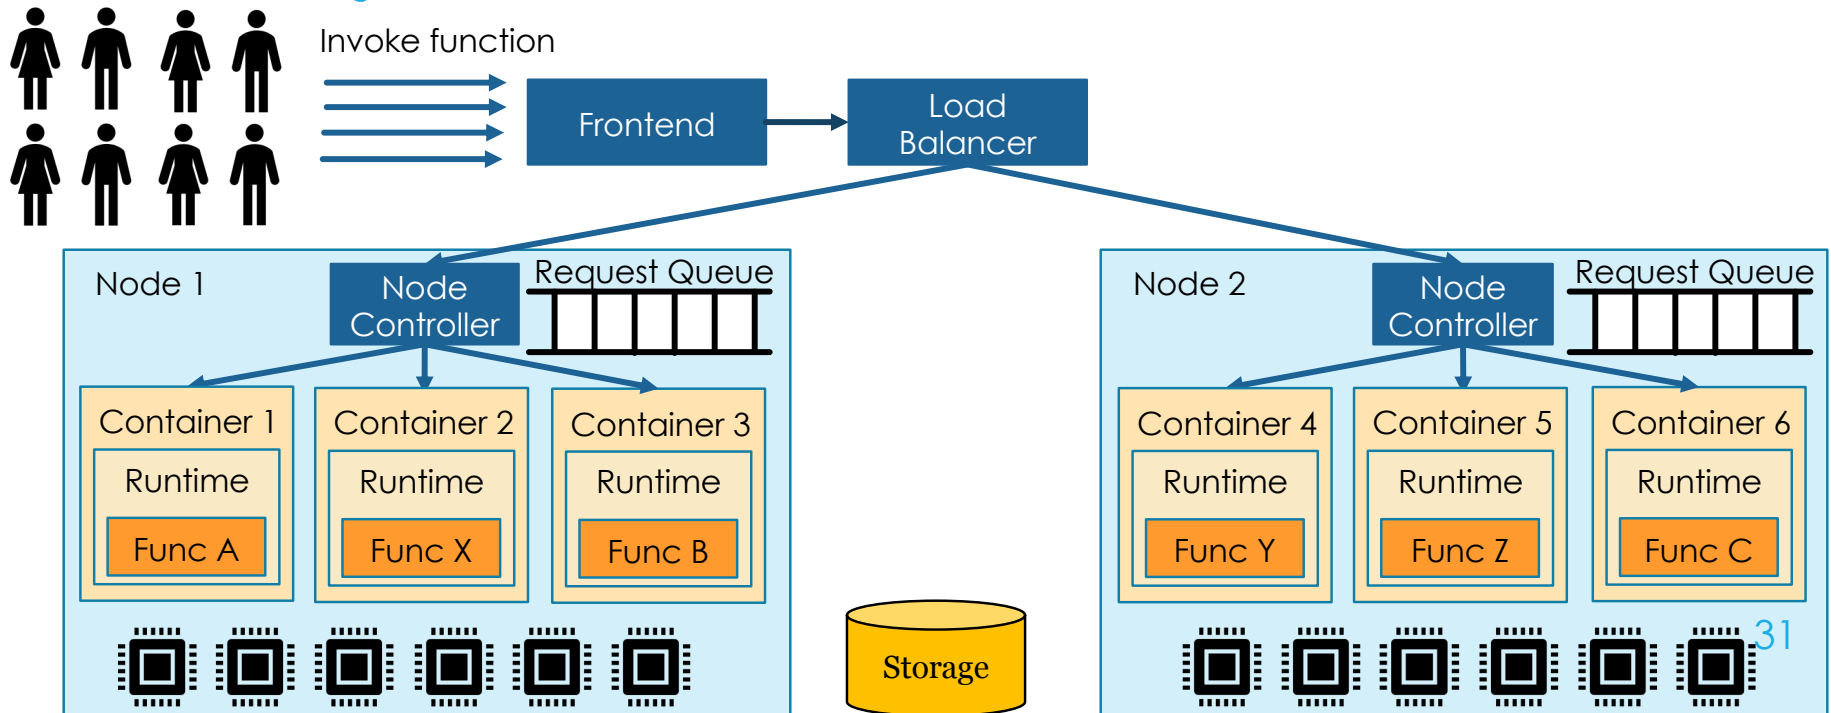 Invoke function
Frontend
Load
Balancer
Node 1
Node
Controller
Request Queue
Node 2
Node
Controller
Request Queue
Container 1
Runtime
Func A
Container 2
Runtime
Func X
Container 3
Runtime
Func B
Container 4
Runtime
Func Y
Container 5
Runtime
Func Z
Container 6
Runtime
Func C
Storage
31